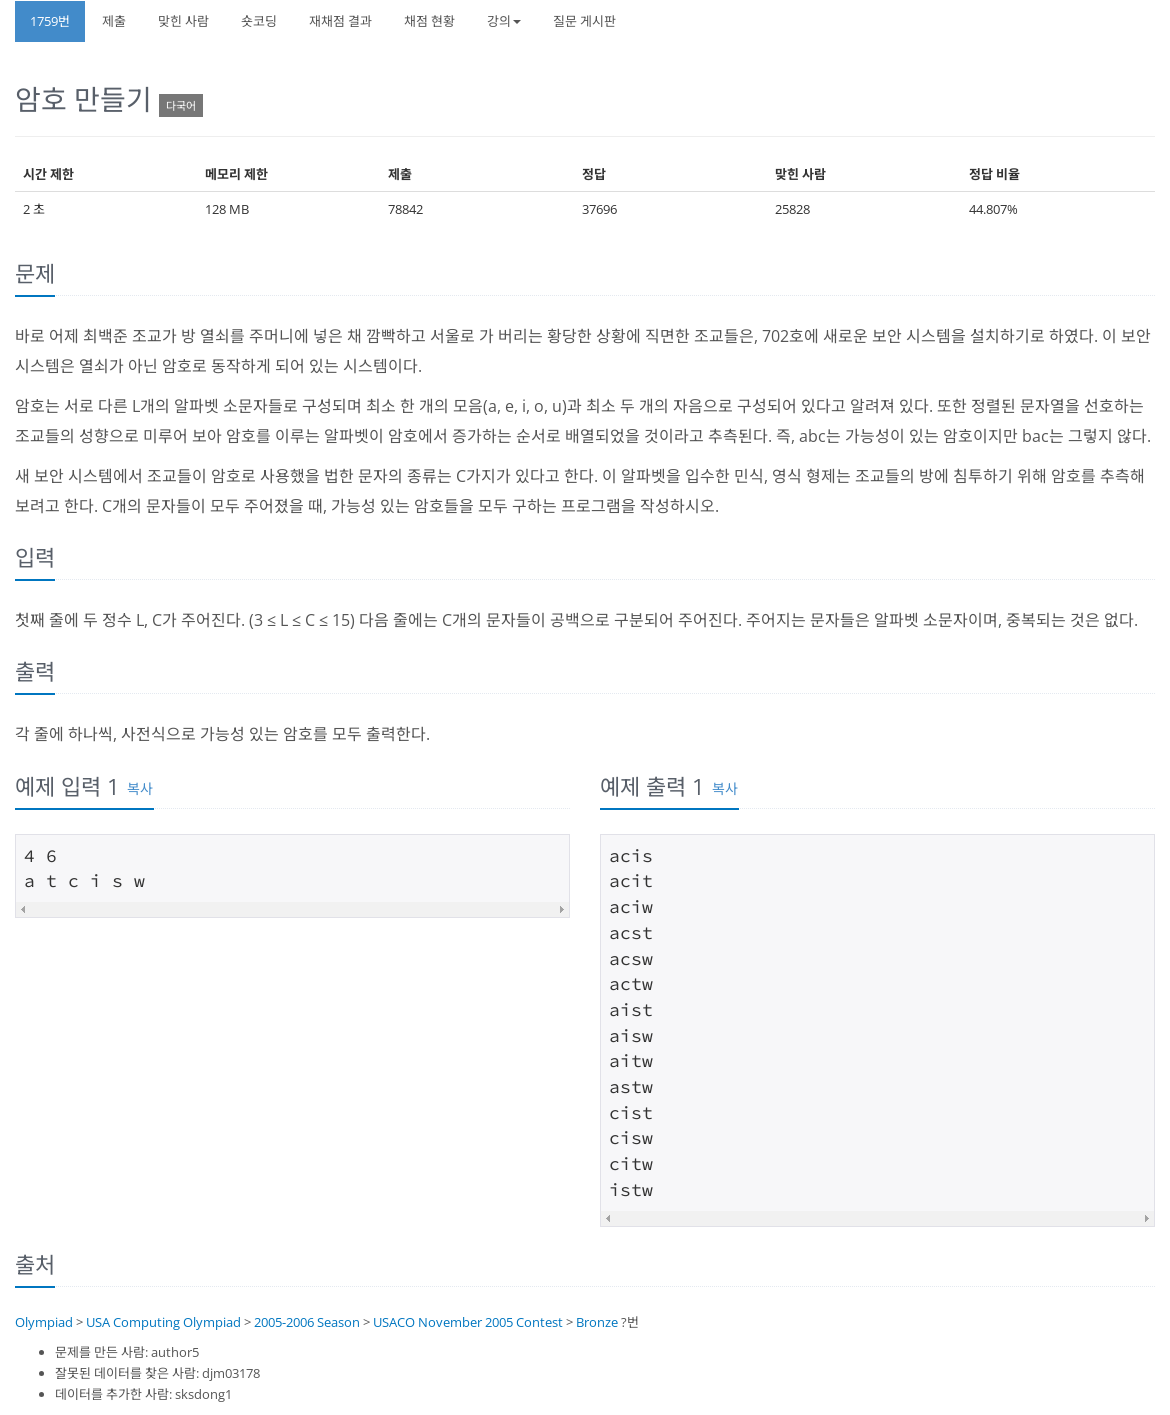 1759번 제출 맞힌 사람 숏코딩 재채점 결과 채점 현황 강의 질문 게시판
암호 만들기 다국어
시간 제한 메모리 제한 제출 정답 맞힌 사람 정답 비율
2 초 128 MB 78842 37696 25828 44.807%
문제
바로 어제 최백준 조교가 방 열쇠를 주머니에 넣은 채 깜빡하고 서울로 가 버리는 황당한 상황에 직면한 조교들은, 702호에 새로운 보안 시스템을 설치하기로 하였다. 이 보안
시스템은 열쇠가 아닌 암호로 동작하게 되어 있는 시스템이다.
암호는 서로 다른 L개의 알파벳 소문자들로 구성되며 최소 한 개의 모음(a, e, i, o, u)과 최소 두 개의 자음으로 구성되어 있다고 알려져 있다. 또한 정렬된 문자열을 선호하는
조교들의 성향으로 미루어 보아 암호를 이루는 알파벳이 암호에서 증가하는 순서로 배열되었을 것이라고 추측된다. 즉, abc는 가능성이 있는 암호이지만 bac는 그렇지 않다.
새 보안 시스템에서 조교들이 암호로 사용했을 법한 문자의 종류는 C가지가 있다고 한다. 이 알파벳을 입수한 민식, 영식 형제는 조교들의 방에 침투하기 위해 암호를 추측해
보려고 한다. C개의 문자들이 모두 주어졌을 때, 가능성 있는 암호들을 모두 구하는 프로그램을 작성하시오.
입력
첫째 줄에 두 정수 L, C가 주어진다. (3 ≤ L ≤ C ≤ 15) 다음 줄에는 C개의 문자들이 공백으로 구분되어 주어진다. 주어지는 문자들은 알파벳 소문자이며, 중복되는 것은 없다.
출력
각 줄에 하나씩, 사전식으로 가능성 있는 암호를 모두 출력한다.
예제 입력 1 복사
4 6
a t c i s w
예제 출력 1 복사
acis
acit
aciw
acst
acsw
actw
aist
aisw
aitw
astw
cist
cisw
citw
istw
출처
Olympiad > USA Computing Olympiad > 2005-2006 Season > USACO November 2005 Contest > Bronze ?번
문제를 만든 사람: author5
잘못된 데이터를 찾은 사람: djm03178
데이터를 추가한 사람: sksdong1